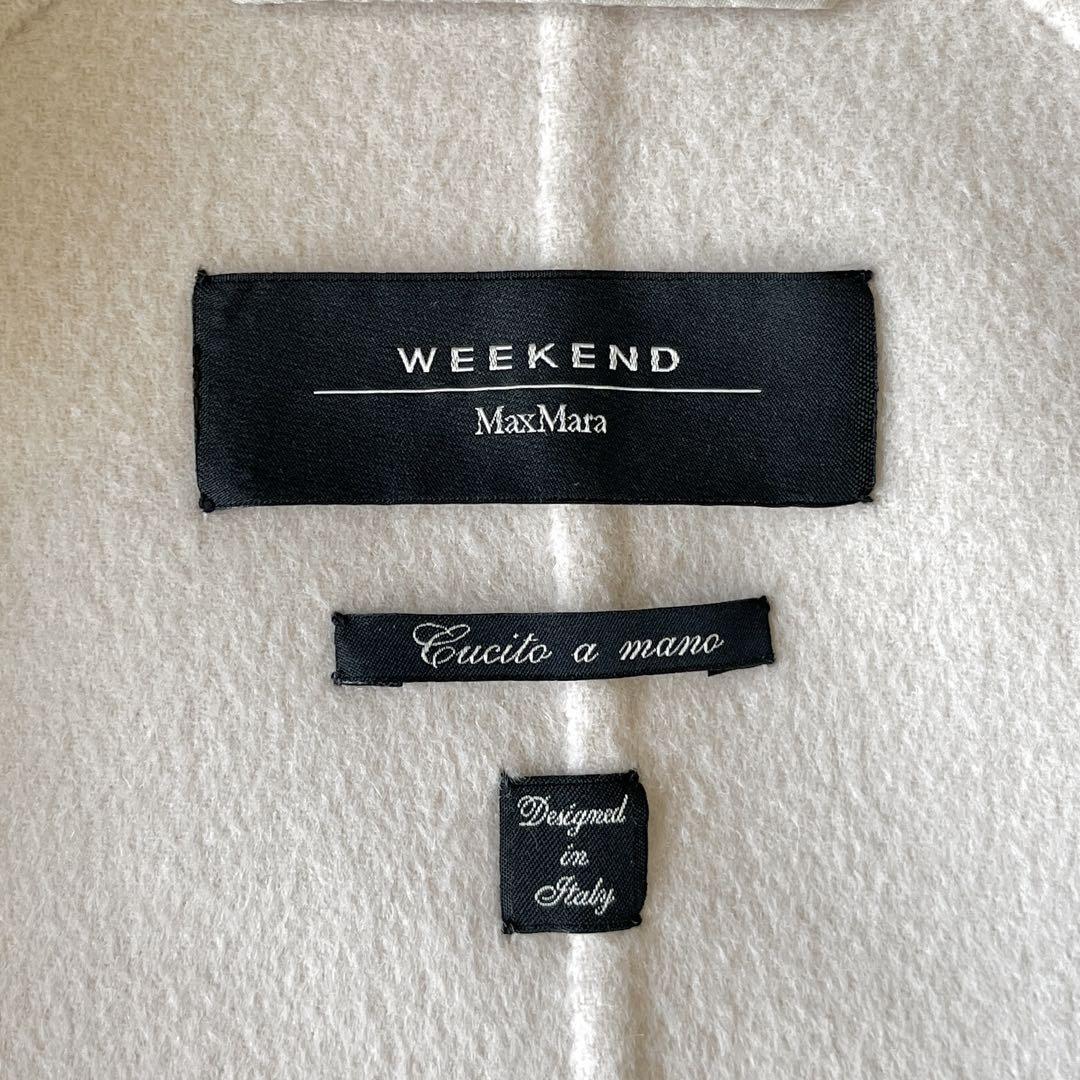 WEEKEND
MaxMara
Cucito a mano
Designed
in
Italy